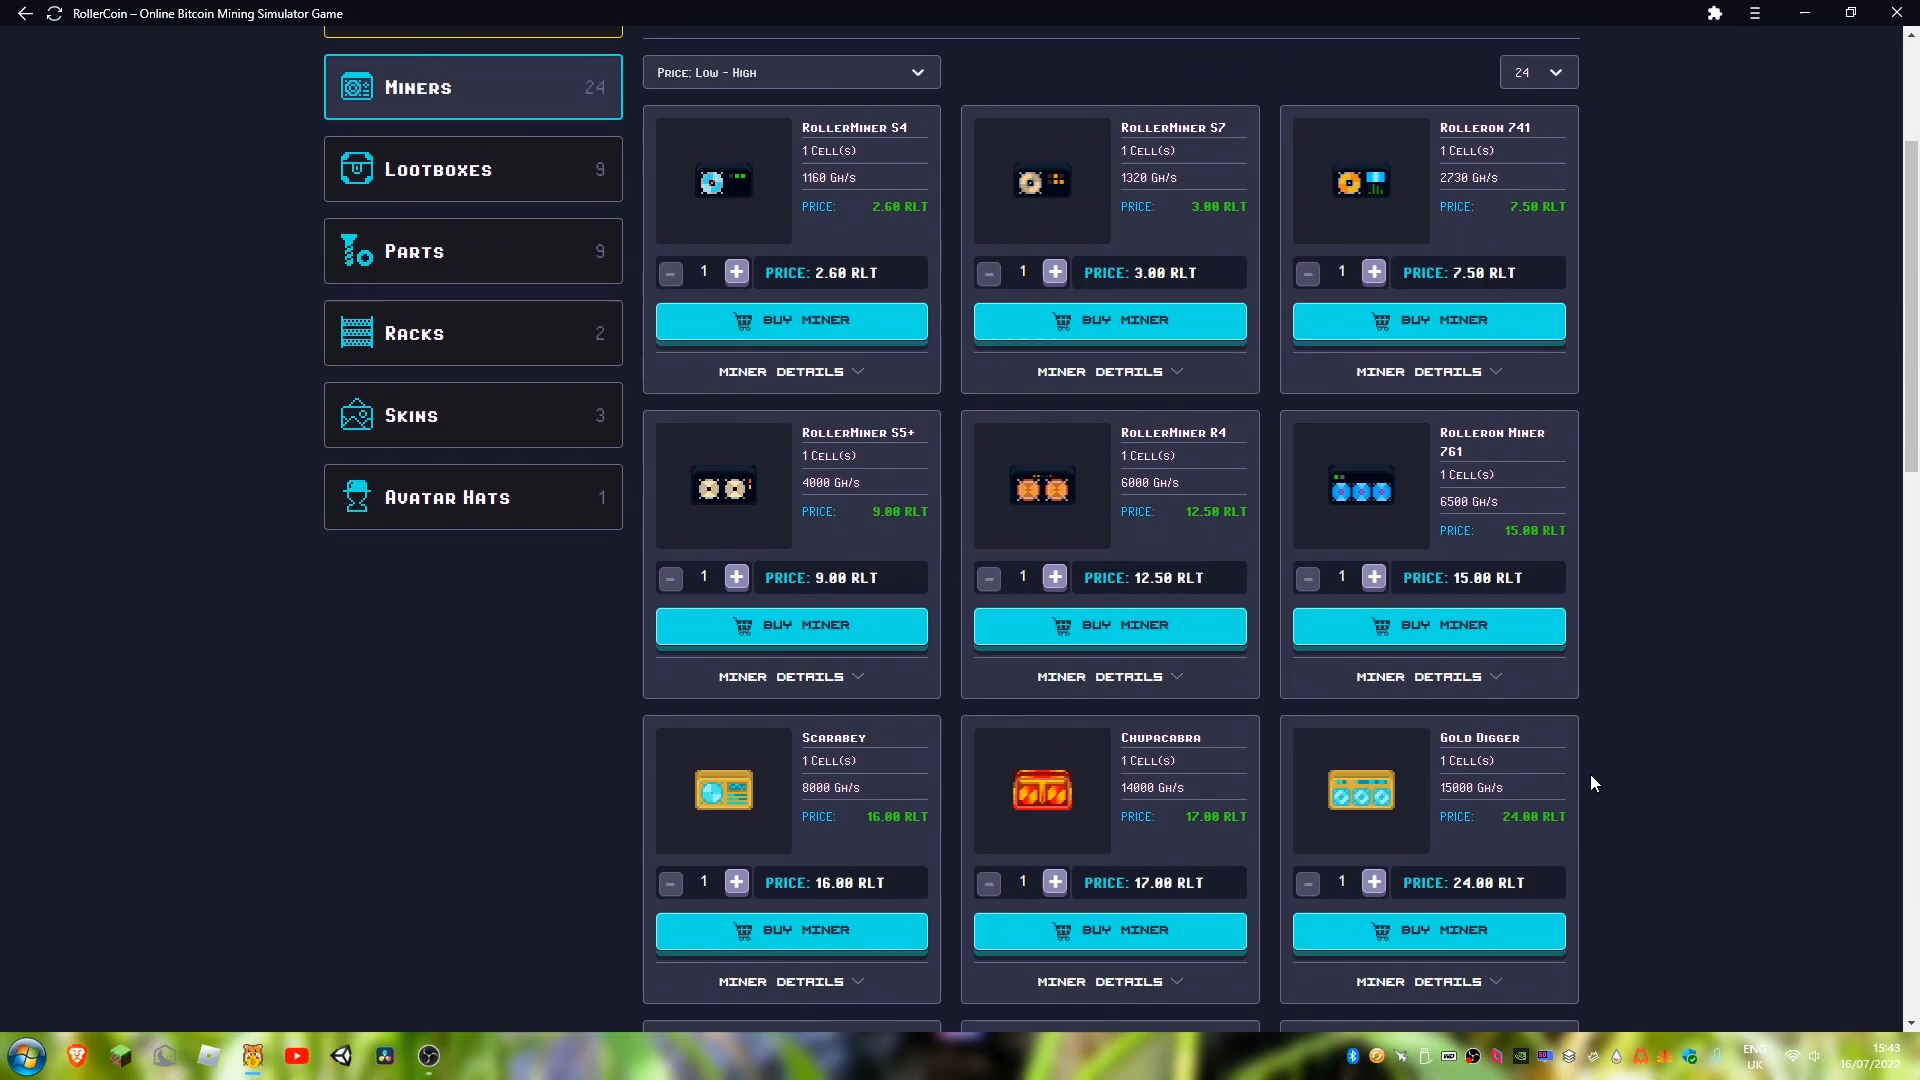 RollerCoin – Online Bitcoin Mining Simulator Game
Miners 24
Lootboxes 9
Parts 9
Racks 2
Skins 3
Avatar Hats 1
Price: Low - High
24
RollerMiner S4
1 Cell(s)
1160 Gh/s
PRICE: 2.60 RLT
- 1 + PRICE: 2.60 RLT
BUY MINER
MINER DETAILS
RollerMiner S7
1 Cell(s)
1320 Gh/s
PRICE: 3.00 RLT
- 1 + PRICE: 3.00 RLT
BUY MINER
MINER DETAILS
Rolleron 741
1 Cell(s)
2730 Gh/s
PRICE: 7.50 RLT
- 1 + PRICE: 7.50 RLT
BUY MINER
MINER DETAILS
RollerMiner S5+
1 Cell(s)
4000 Gh/s
PRICE: 9.00 RLT
- 1 + PRICE: 9.00 RLT
BUY MINER
MINER DETAILS
RollerMiner R4
1 Cell(s)
6000 Gh/s
PRICE: 12.50 RLT
- 1 + PRICE: 12.50 RLT
BUY MINER
MINER DETAILS
Rolleron Miner
761
1 Cell(s)
6500 Gh/s
PRICE: 15.00 RLT
- 1 + PRICE: 15.00 RLT
BUY MINER
MINER DETAILS
Scarabey
1 Cell(s)
8000 Gh/s
PRICE: 16.00 RLT
- 1 + PRICE: 16.00 RLT
BUY MINER
MINER DETAILS
Chupacabra
1 Cell(s)
14000 Gh/s
PRICE: 17.00 RLT
- 1 + PRICE: 17.00 RLT
BUY MINER
MINER DETAILS
Gold Digger
1 Cell(s)
15000 Gh/s
PRICE: 24.00 RLT
- 1 + PRICE: 24.00 RLT
BUY MINER
MINER DETAILS
ENG
UK
15:43
16/07/2022